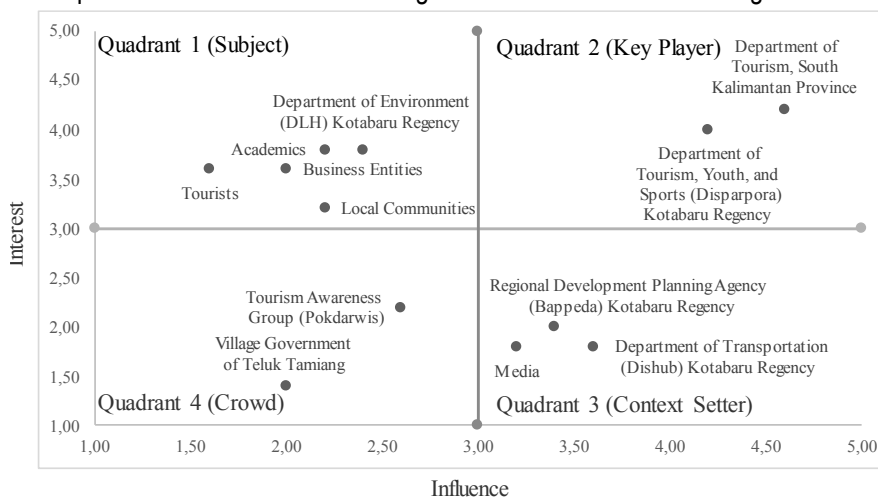 5,00
Quadrant 1 (Subject)
Quadrant 2 (Key Player)
Department of
Tourism, South
Kalimantan Province
4,50
Department of Environment
(DLH) Kotabaru Regency
4,00
Academics
Business Entities
Department of
Tourism, Youth, and
Sports (Disparpora)
Kotabaru Regency
3,50
Tourists
Local Communities
3,00
Interest
2,50
Tourism Awareness
Group (Pokdarwis)
Regional Development Planning Agency
(Bappeda) Kotabaru Regency
2,00
Village Government
of Teluk Tamiang
Media
Department of Transportation
(Dishub) Kotabaru Regency
1,50
Quadrant 4 (Crowd)
Quadrant 3 (Context Setter)
1,00
1,00 1,50 2,00 2,50 3,00 3,50 4,00 4,50 5,00
Influence